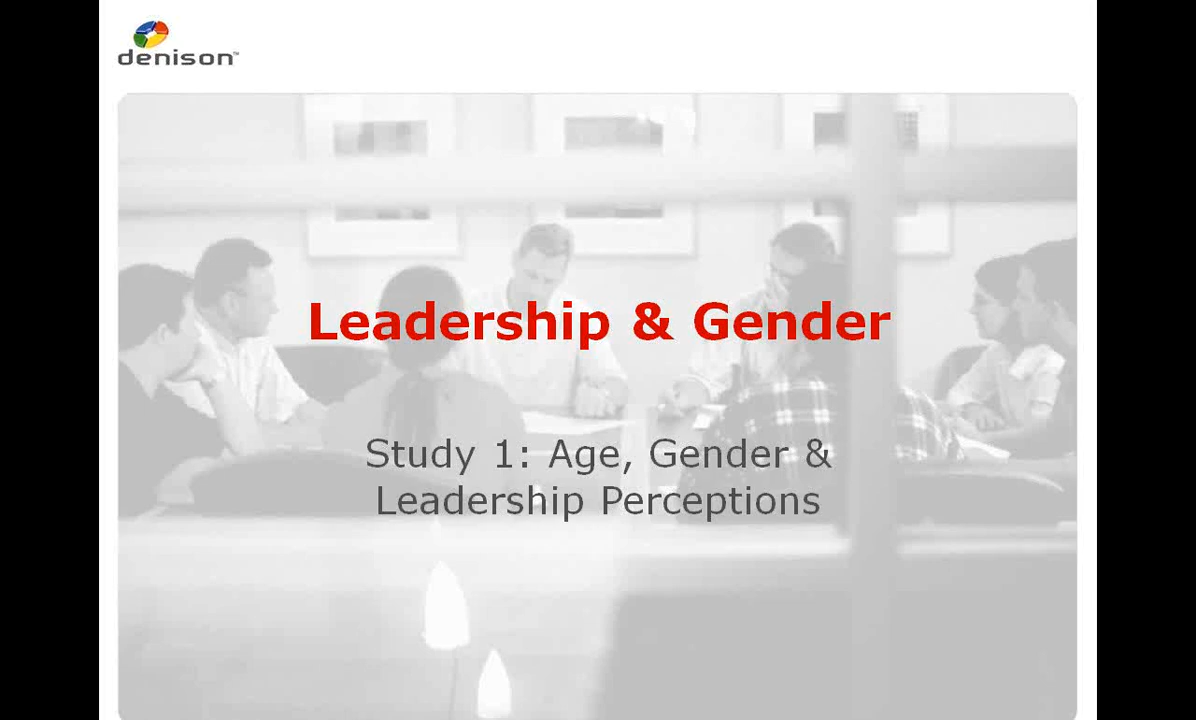 denison™
Leadership & Gender
Study 1: Age, Gender &
Leadership Perceptions